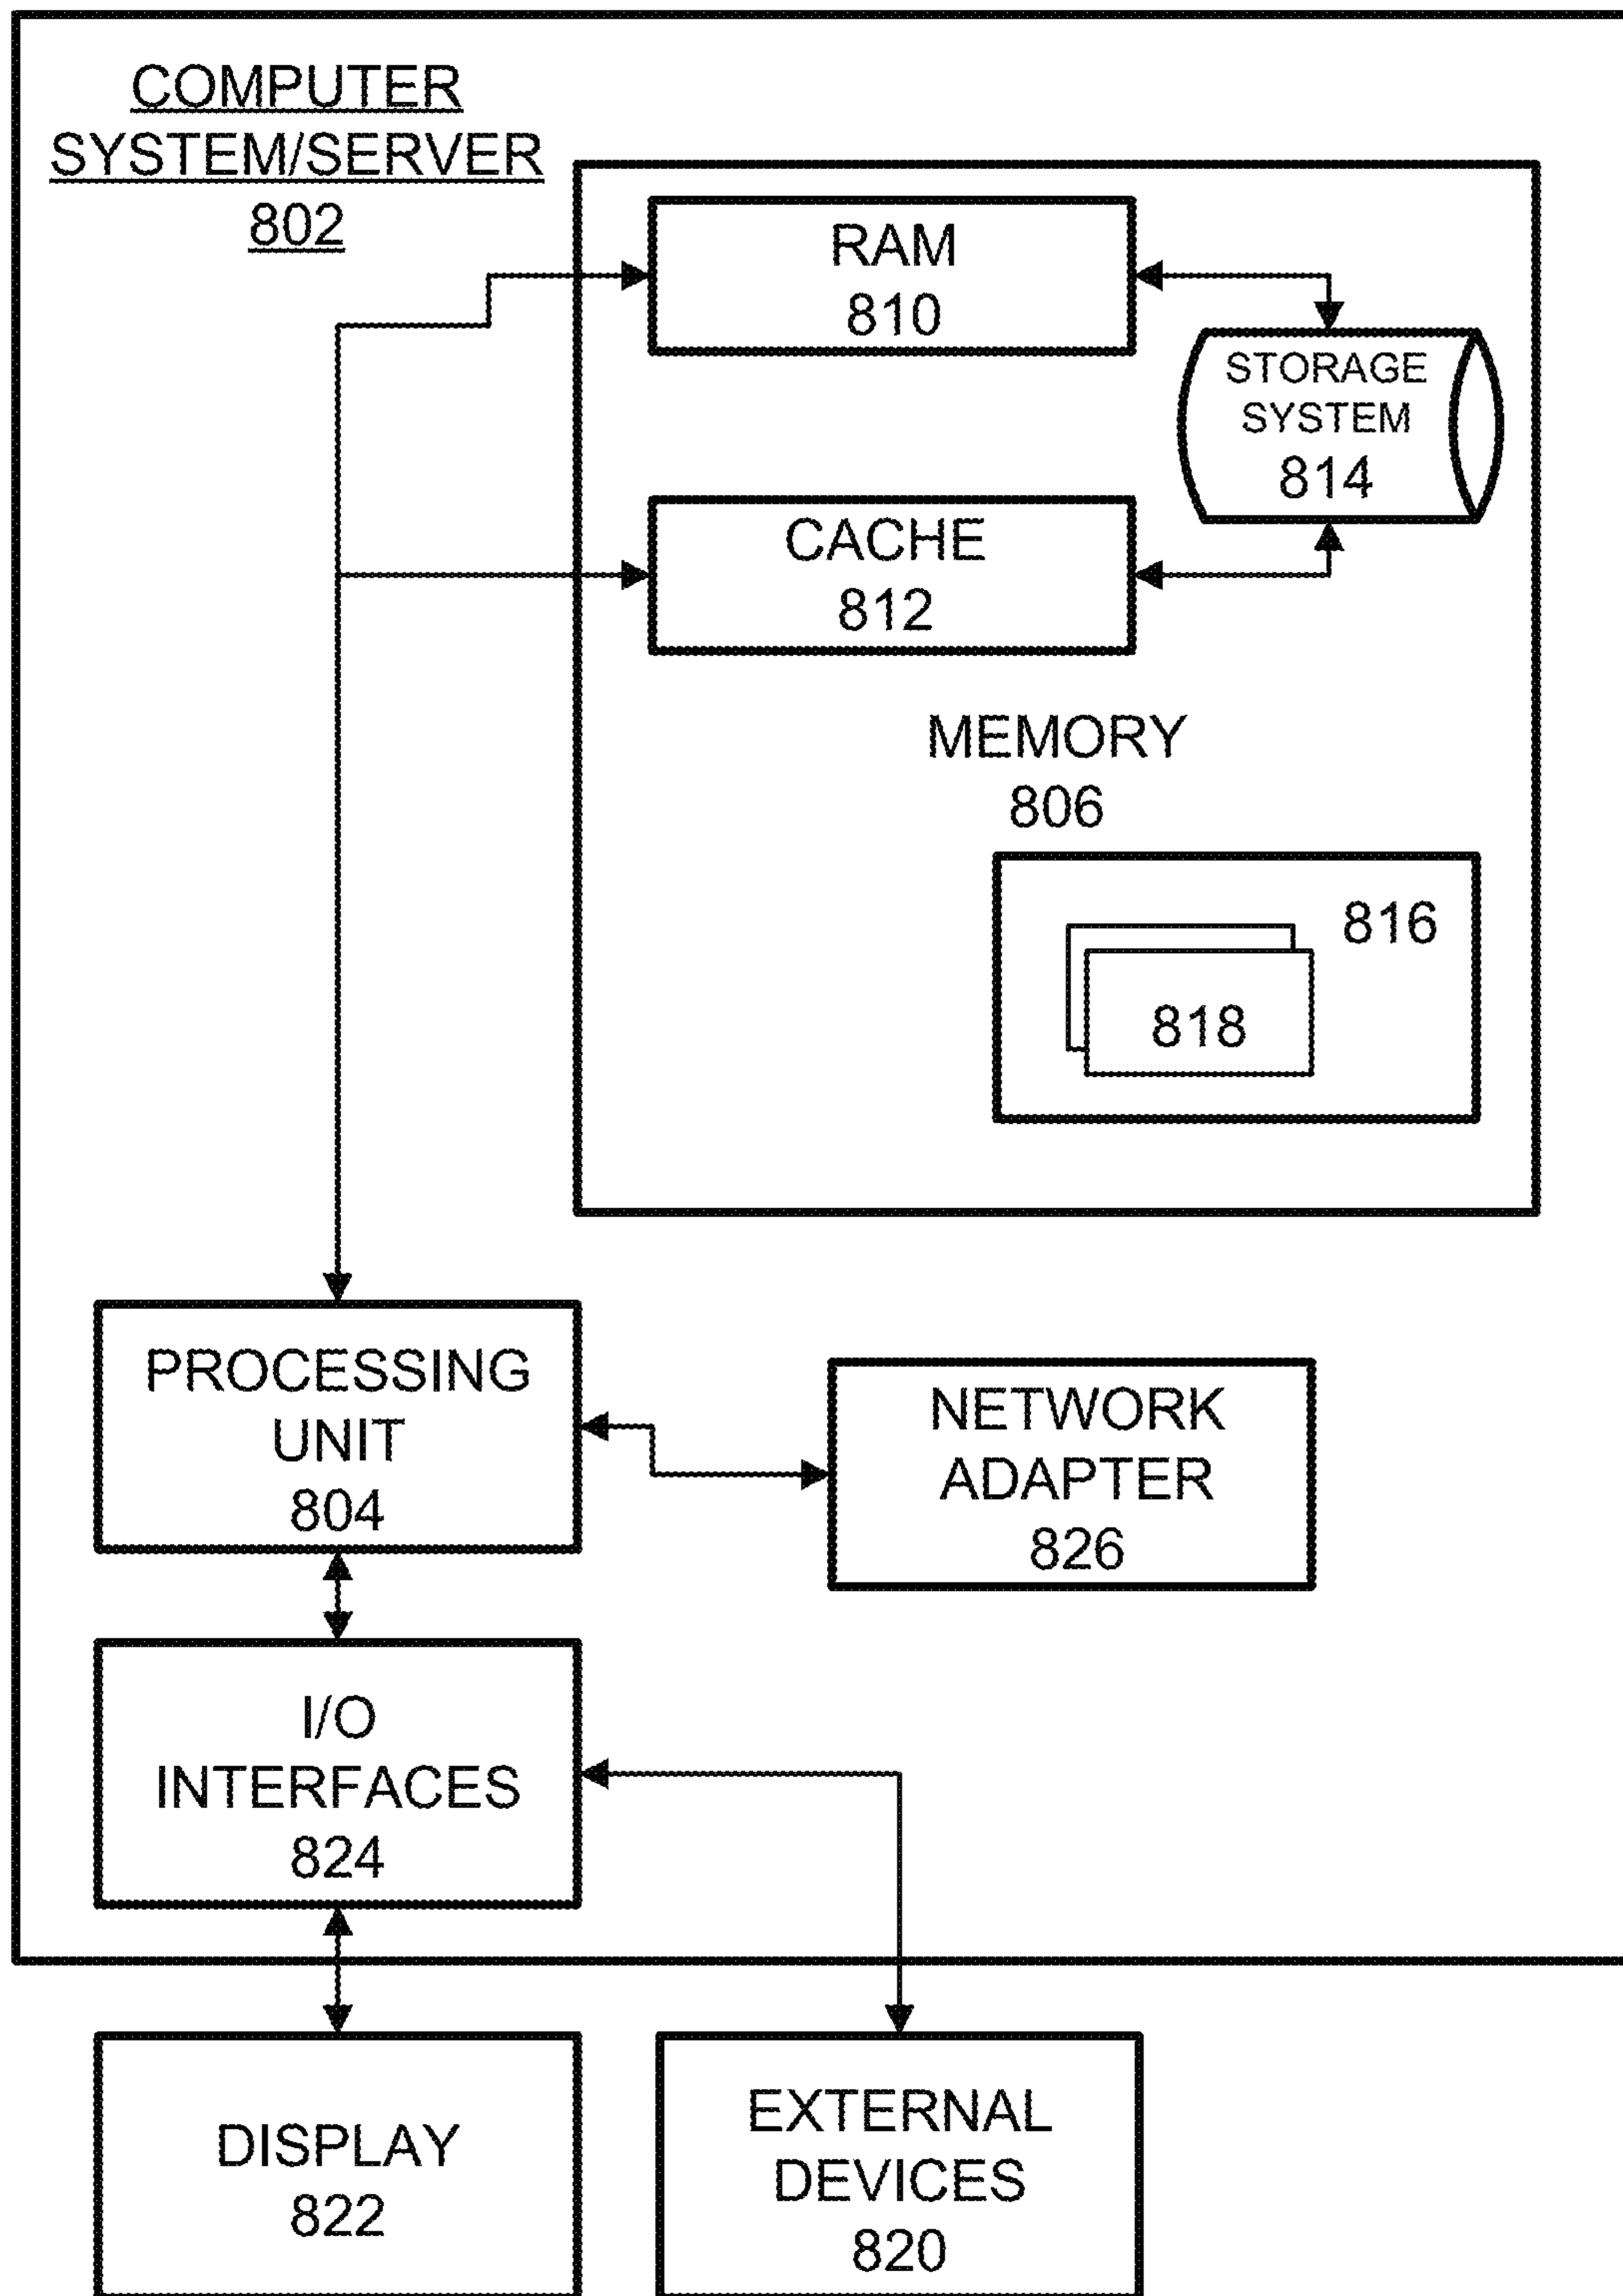 COMPUTER
SYSTEM/SERVER
802
RAM
810
STORAGE
SYSTEM
814
CACHE
812
MEMORY
806
816
818
PROCESSING
UNIT
804
NETWORK
ADAPTER
826
I/O
INTERFACES
824
DISPLAY
822
EXTERNAL
DEVICES
820